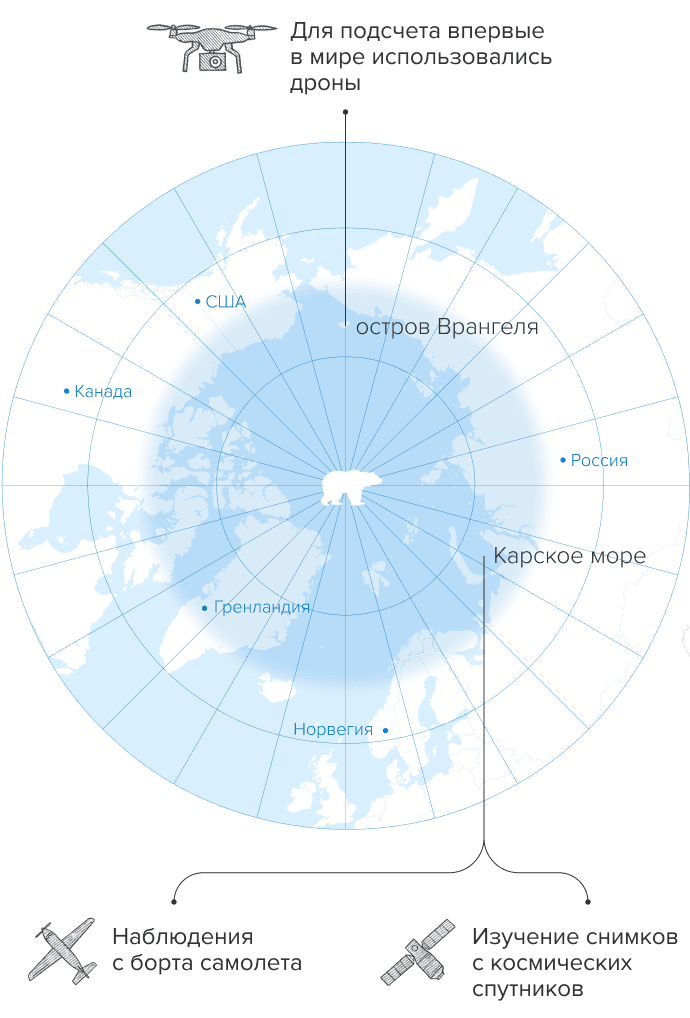 Для подсчета впервые
в мире использовались
дроны
США
остров Врангеля
Канада
Россия
Карское море
Гренландия
Норвегия
Наблюдения
с борта самолета
Изучение снимков
с космических
спутников